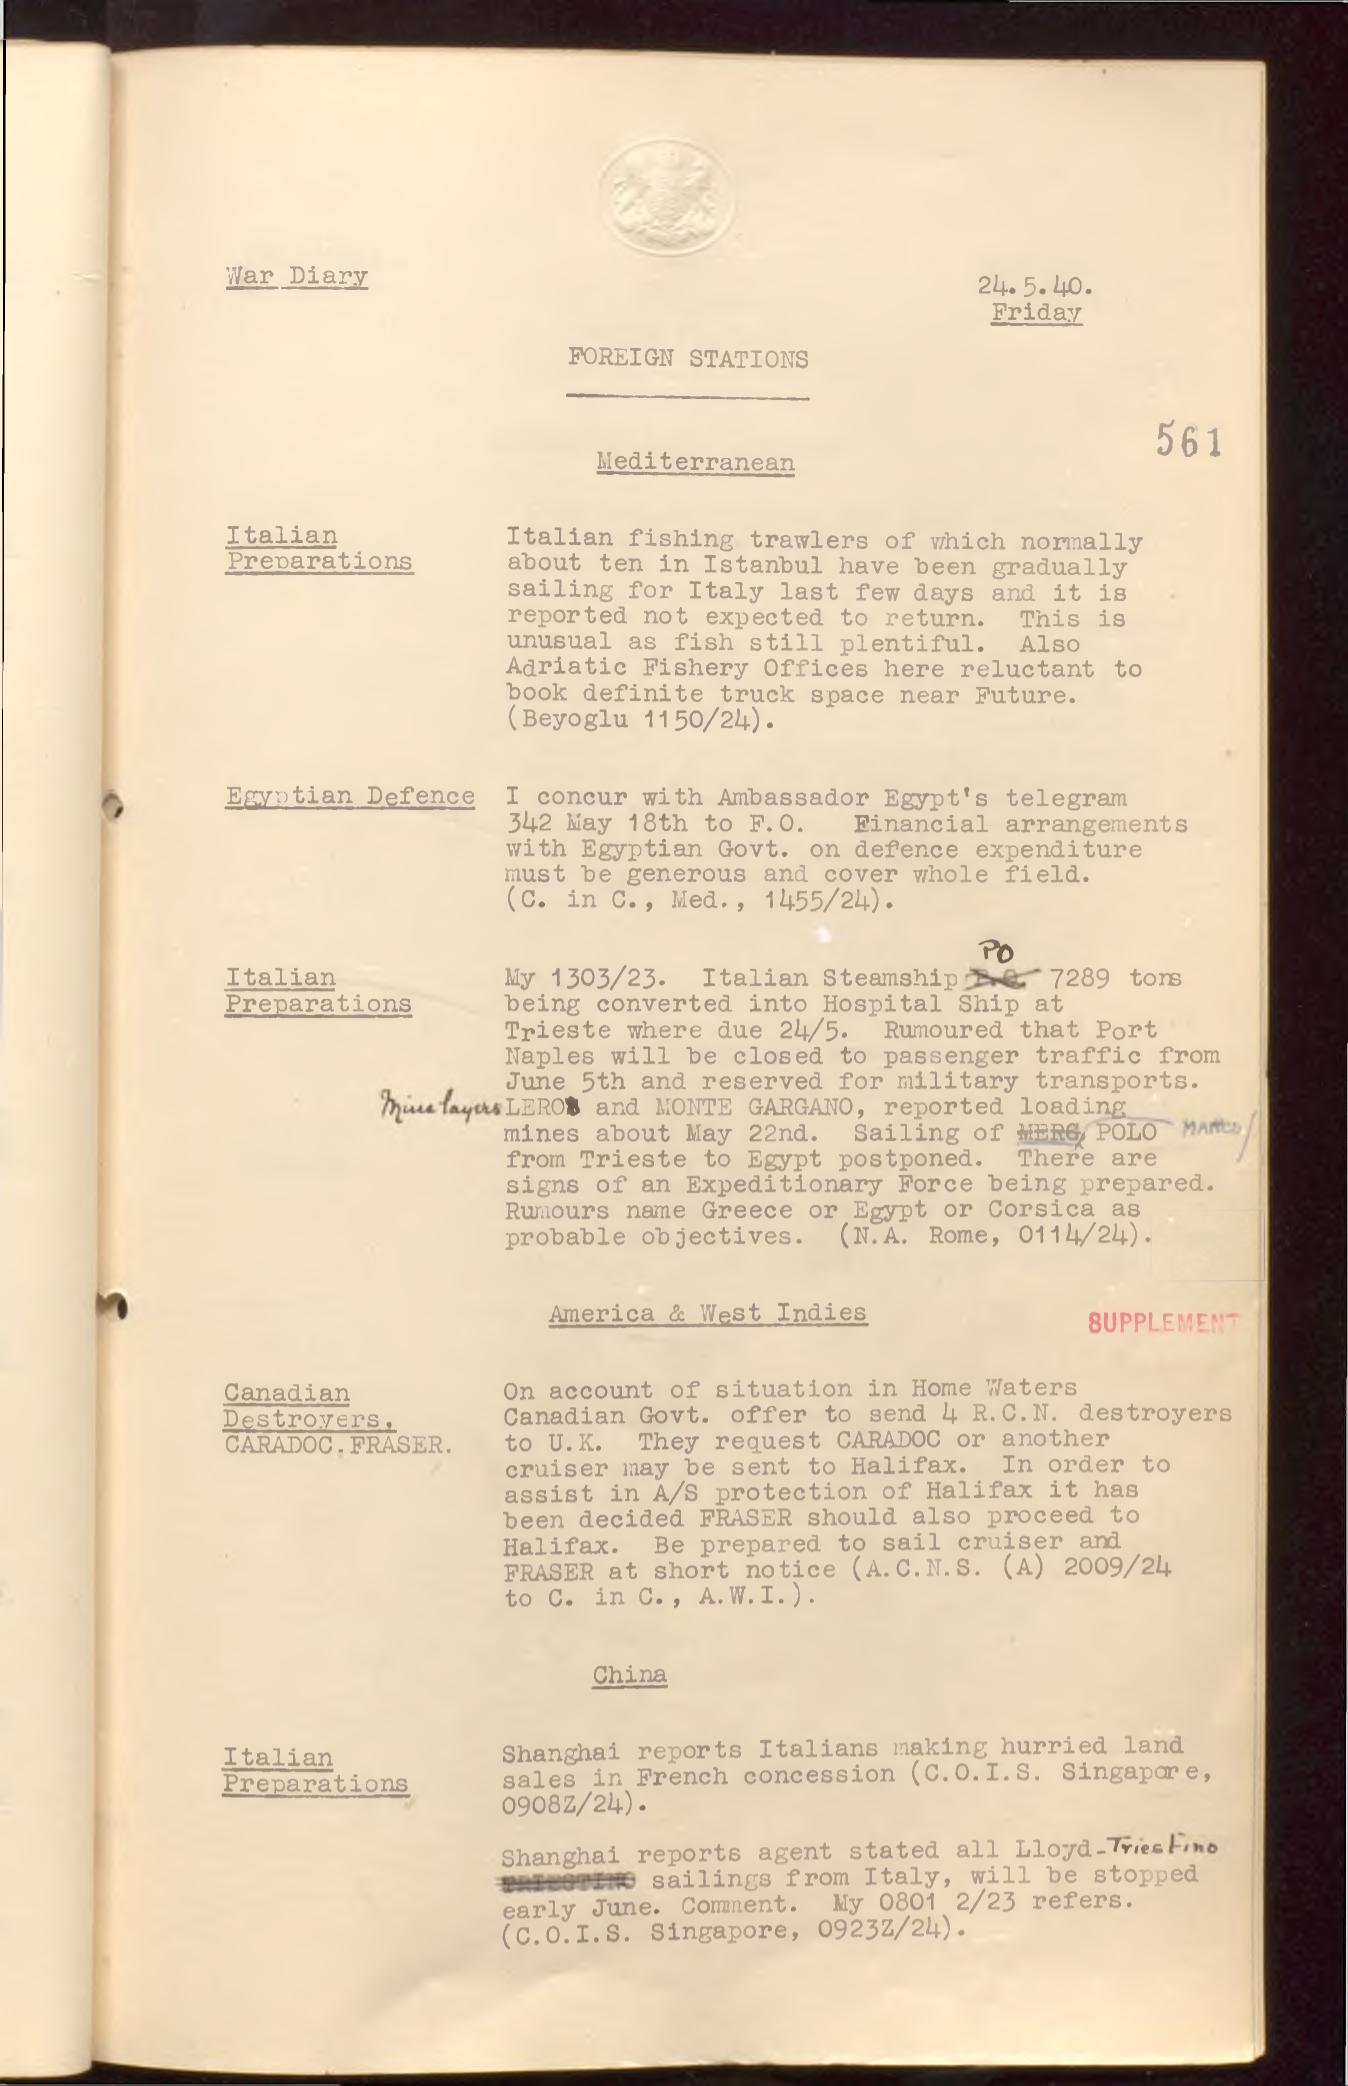 War Diary
24.5.40.
Friday
FOREIGN STATIONS
561
Mediterranean
Italian
Preparations
Italian fishing trawlers of which normally
about ten in Istanbul have been gradually
sailing for Italy last few days and it is
reported not expected to return. This is
unusual as fish still plentiful. Also
Adriatic Fishery Offices here reluctant to
book definite truck space near Future.
(Beyoglu 1150/24).
Egyptian Defence
I concur with Ambassador Egypt's telegram
342 May 18th to F.O. Financial arrangements
with Egyptian Govt. on defence expenditure
must be generous and cover whole field.
(C. in C., Med., 1455/24).
Italian
Preparations
PO
My 1303/23. Italian Steamship P.O. 7289 tons
being converted into Hospital Ship at
Trieste where due 24/5. Rumoured that Port
Naples will be closed to passenger traffic from
June 5th and reserved for military transports.
Minelayers LERO and MONTE GARGANO, reported loading
mines about May 22nd. Sailing of MERG, POLO MARCO/
from Trieste to Egypt postponed. There are
signs of an Expeditionary Force being prepared.
Rumours name Greece or Egypt or Corsica as
probable objectives. (N.A. Rome, 0114/24).
America & West Indies
SUPPLEMENT
Canadian
Destroyers.
CARADOC. FRASER.
On account of situation in Home Waters
Canadian Govt. offer to send 4 R.C.N. destroyers
to U.K. They request CARADOC or another
cruiser may be sent to Halifax. In order to
assist in A/S protection of Halifax it has
been decided FRASER should also proceed to
Halifax. Be prepared to sail cruiser and
FRASER at short notice (A.C.N.S. (A) 2009/24
to C. in C., A.W.I.).
China
Italian
Preparations
Shanghai reports Italians making hurried land
sales in French concession (C.O.I.S. Singapore,
0908Z/24).
Shanghai reports agent stated all Lloyd-Triestino
TRIESTINO sailings from Italy, will be stopped
early June. Comment. My 0801 2/23 refers.
(C.O.I.S. Singapore, 0923Z/24).